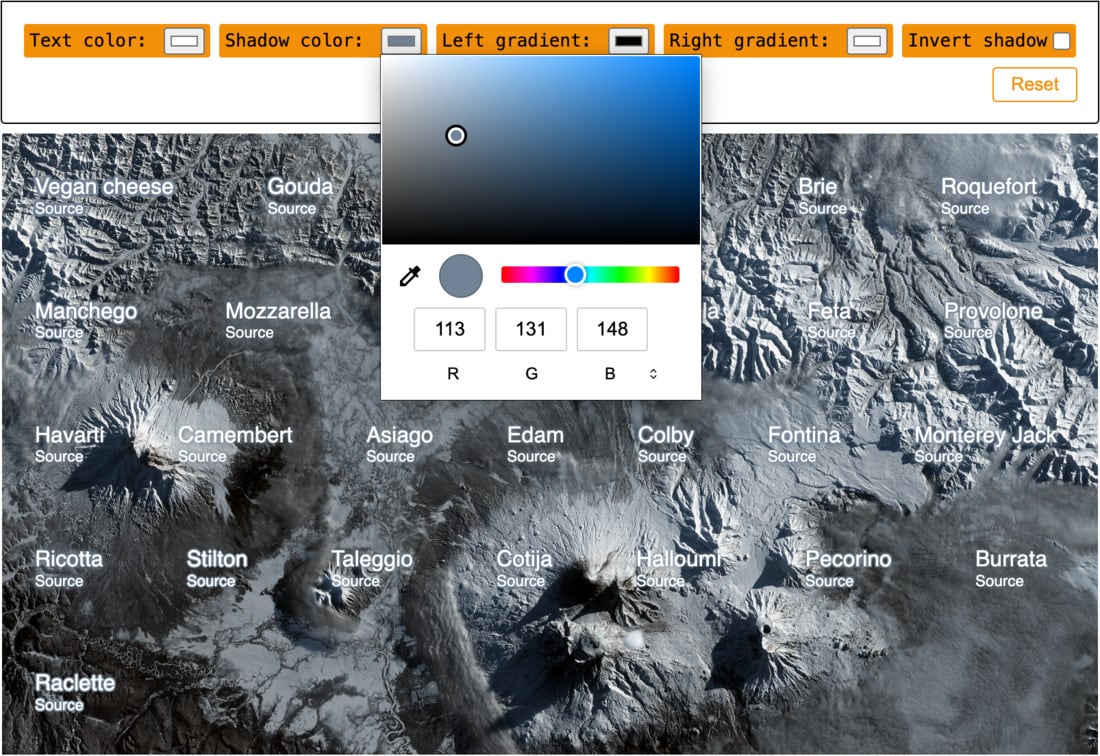 Text color: Shadow color: Left gradient: Right gradient: Invert shadow
Reset
Vegan cheese
Source
Gouda
Source
Brie
Source
Roquefort
Source
113 131 148
R G B
Manchego
Source
Mozzarella
Source
la
Feta
Source
Provolone
Source
Havarti
Source
Camembert
Source
Asiago
Source
Edam
Source
Colby
Source
Fontina
Source
Monterey Jack
Source
Ricotta
Source
Stilton
Source
Taleggio
Source
Cotija
Source
Halloumi
Source
Pecorino
Source
Burrata
Source
Raclette
Source